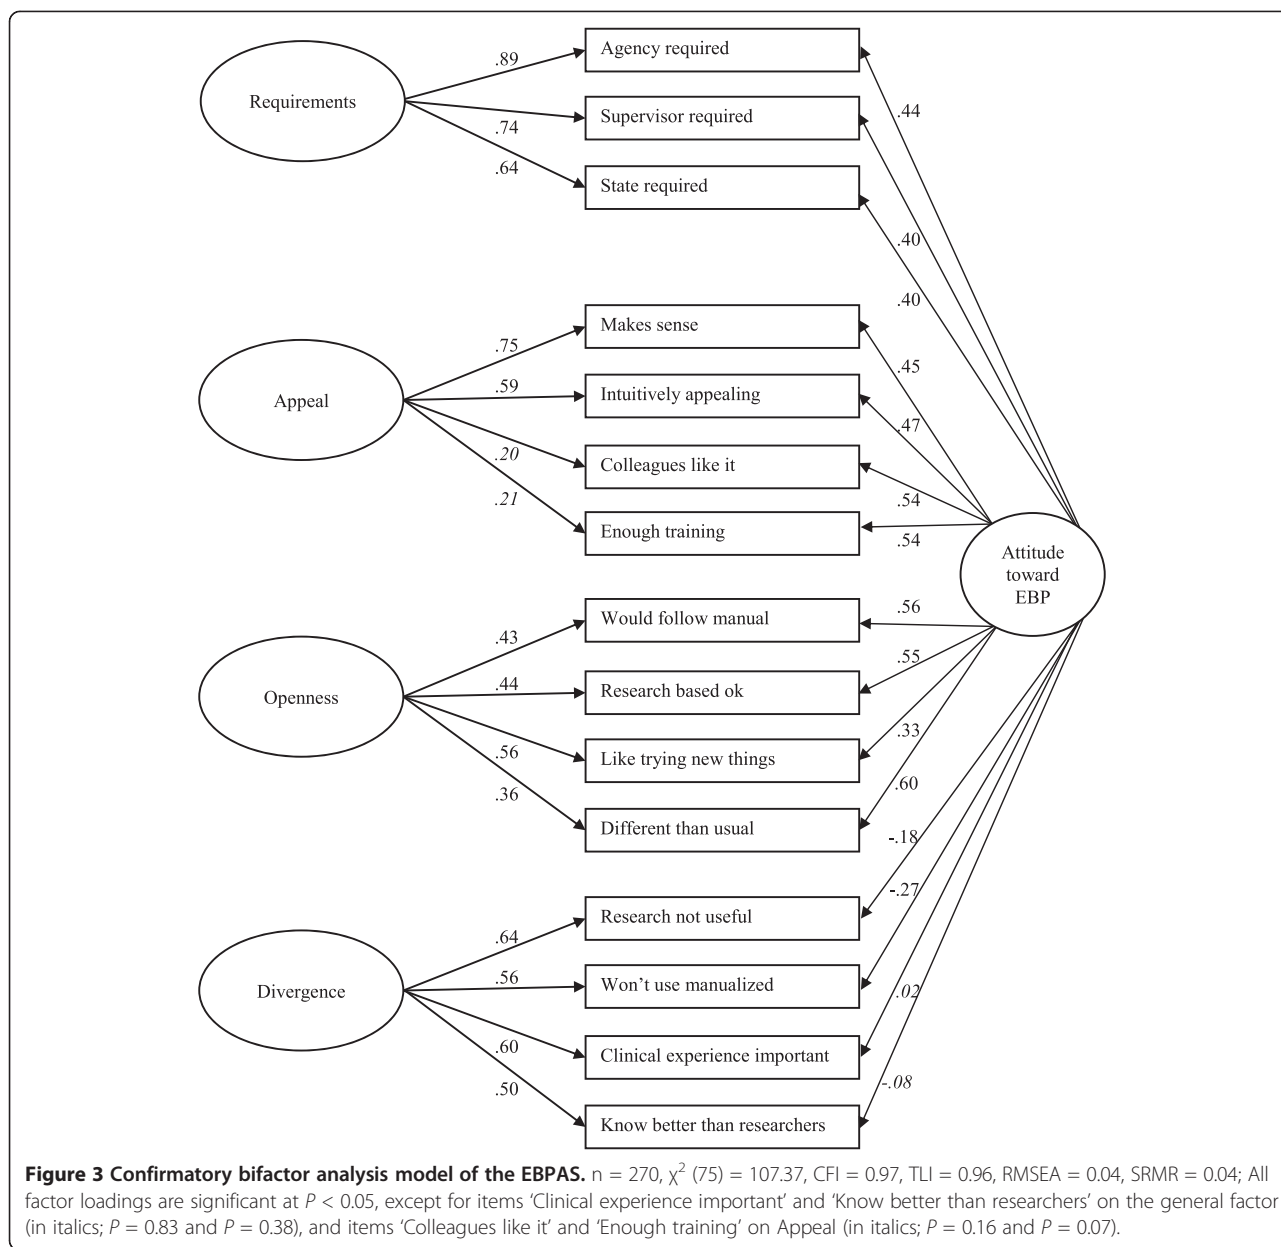 Agency required
.89
Requirements
.44
Supervisor required
.74
.64
State required
.40
.40
Makes sense
.75
.45
.59
Intuitively appealing
Appeal
.47
.20
Colleagues like it
.21
.54
Enough training
.54
Attitude
toward
EBP
.56
Would follow manual
.43
.55
.44
Research based ok
Openness
.33
.56
Like trying new things
.36
.60
Different than usual
-.18
-.27
Research not useful
.64
.56
Won't use manualized
Divergence
.02
.60
Clinical experience important
.50
-.08
Know better than researchers
Figure 3 Confirmatory bifactor analysis model of the EBPAS. n = 270, χ² (75) = 107.37, CFI = 0.97, TLI = 0.96, RMSEA = 0.04, SRMR = 0.04; All
factor loadings are significant at P < 0.05, except for items ‘Clinical experience important’ and ‘Know better than researchers’ on the general factor
(in italics; P = 0.83 and P = 0.38), and items ‘Colleagues like it’ and ‘Enough training’ on Appeal (in italics; P = 0.16 and P = 0.07).